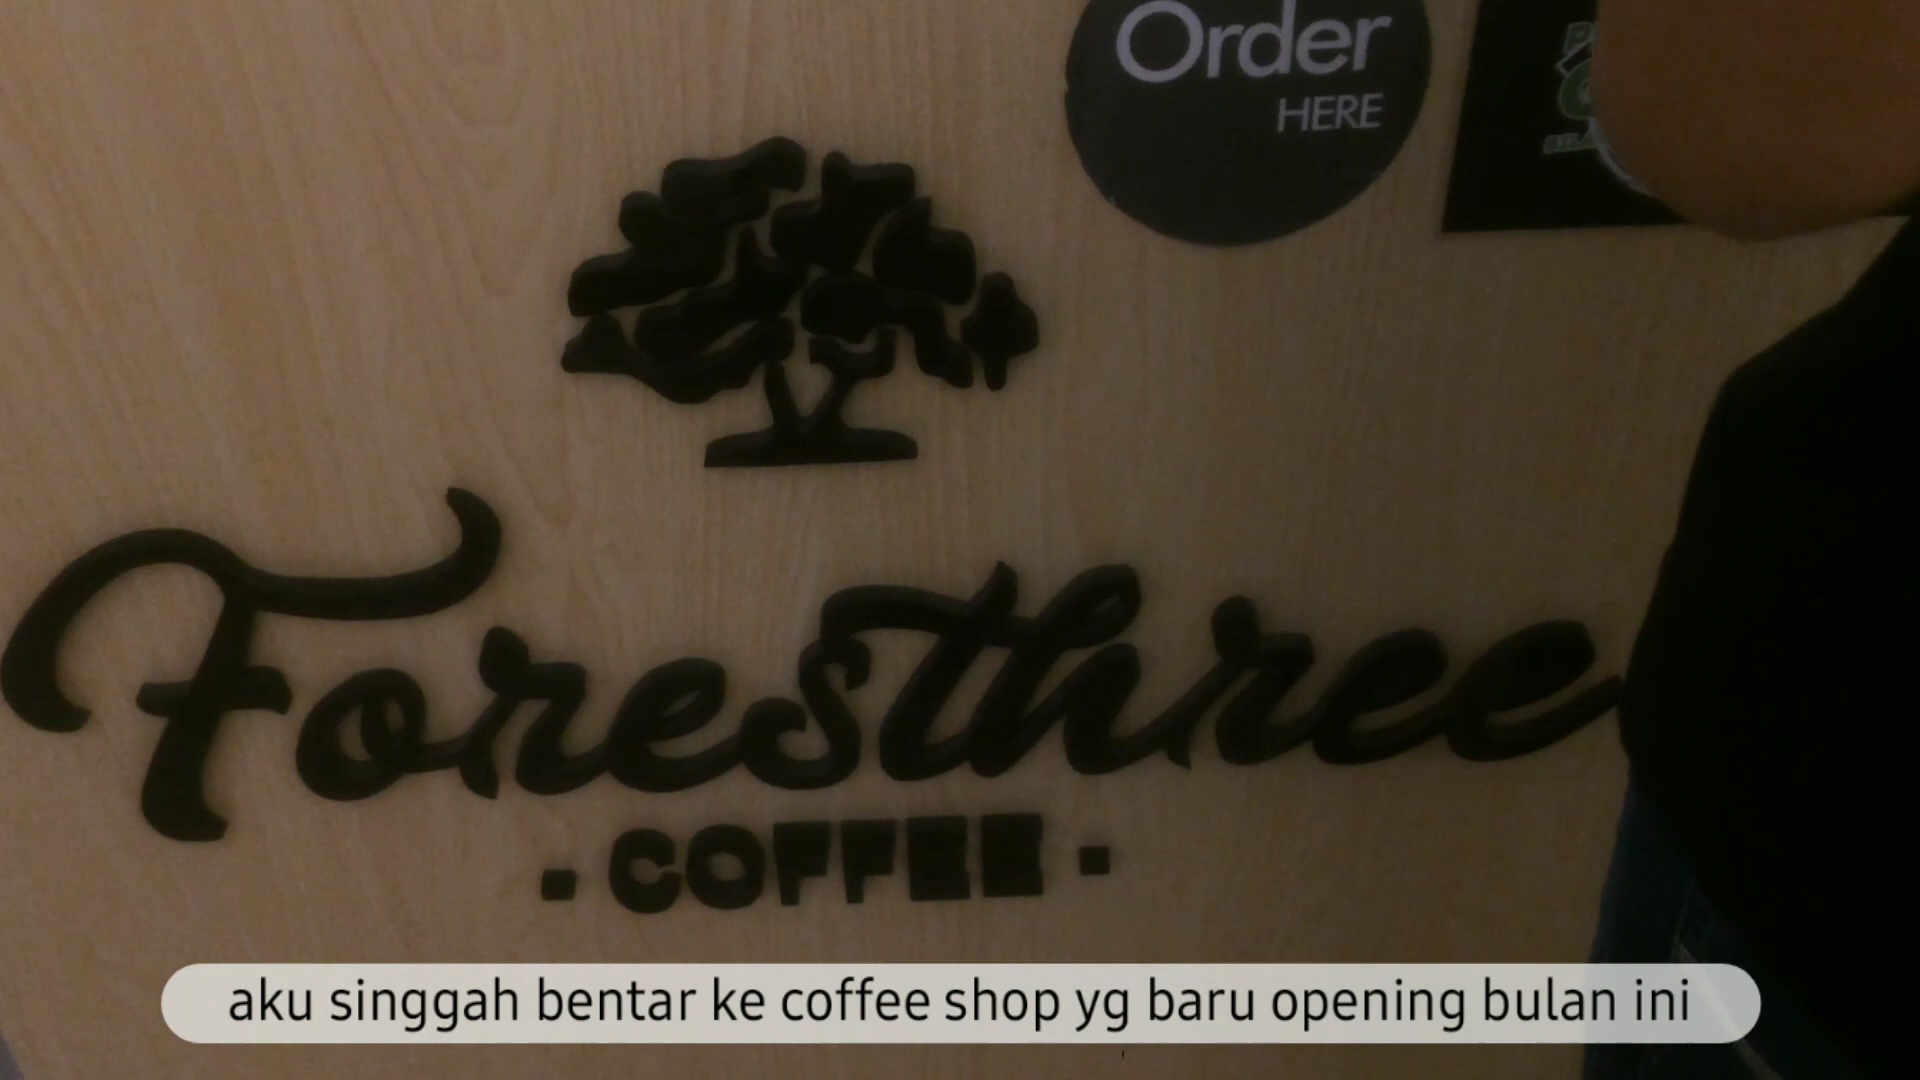 Order
HERE
Foresthree
COFFEE
aku singgah bentar ke coffee shop yg baru opening bulan ini